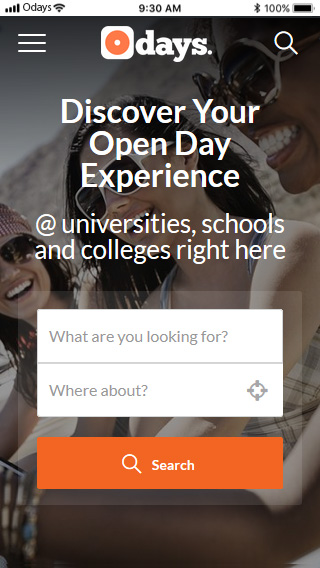 Odays 9:30 AM 100%
Odays.
Discover Your
Open Day
Experience
@ universities, schools
and colleges right here
What are you looking for?
Where about?
Search